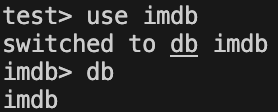 test> use imdb
switched to db imdb
imdb> db
imdb